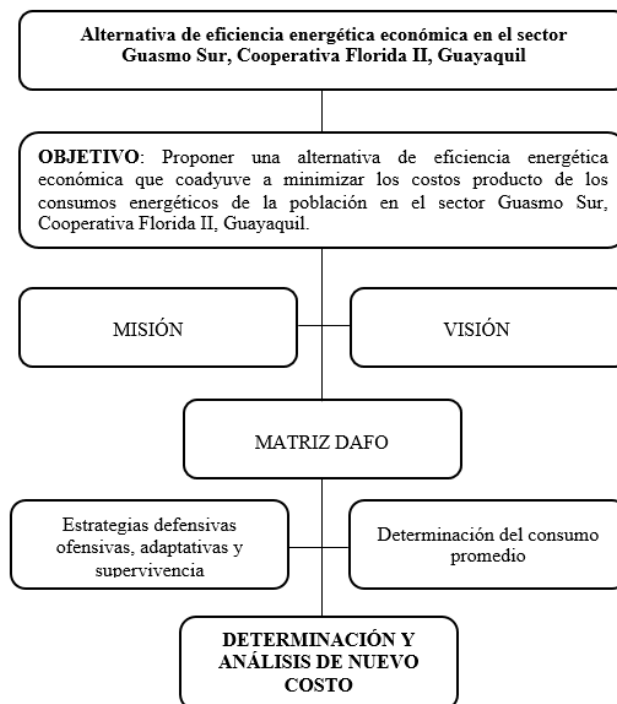 Alternativa de eficiencia energética económica en el sector
Guasmo Sur, Cooperativa Florida II, Guayaquil
OBJETIVO: Proponer una alternativa de eficiencia energética
económica que coadyuve a minimizar los costos producto de los
consumos energéticos de la población en el sector Guasmo Sur,
Cooperativa Florida II, Guayaquil.
MISIÓN
VISIÓN
MATRIZ DAFO
Estrategias defensivas
ofensivas, adaptativas y
supervivencia
Determinación del consumo
promedio
DETERMINACIÓN Y
ANÁLISIS DE NUEVO
COSTO